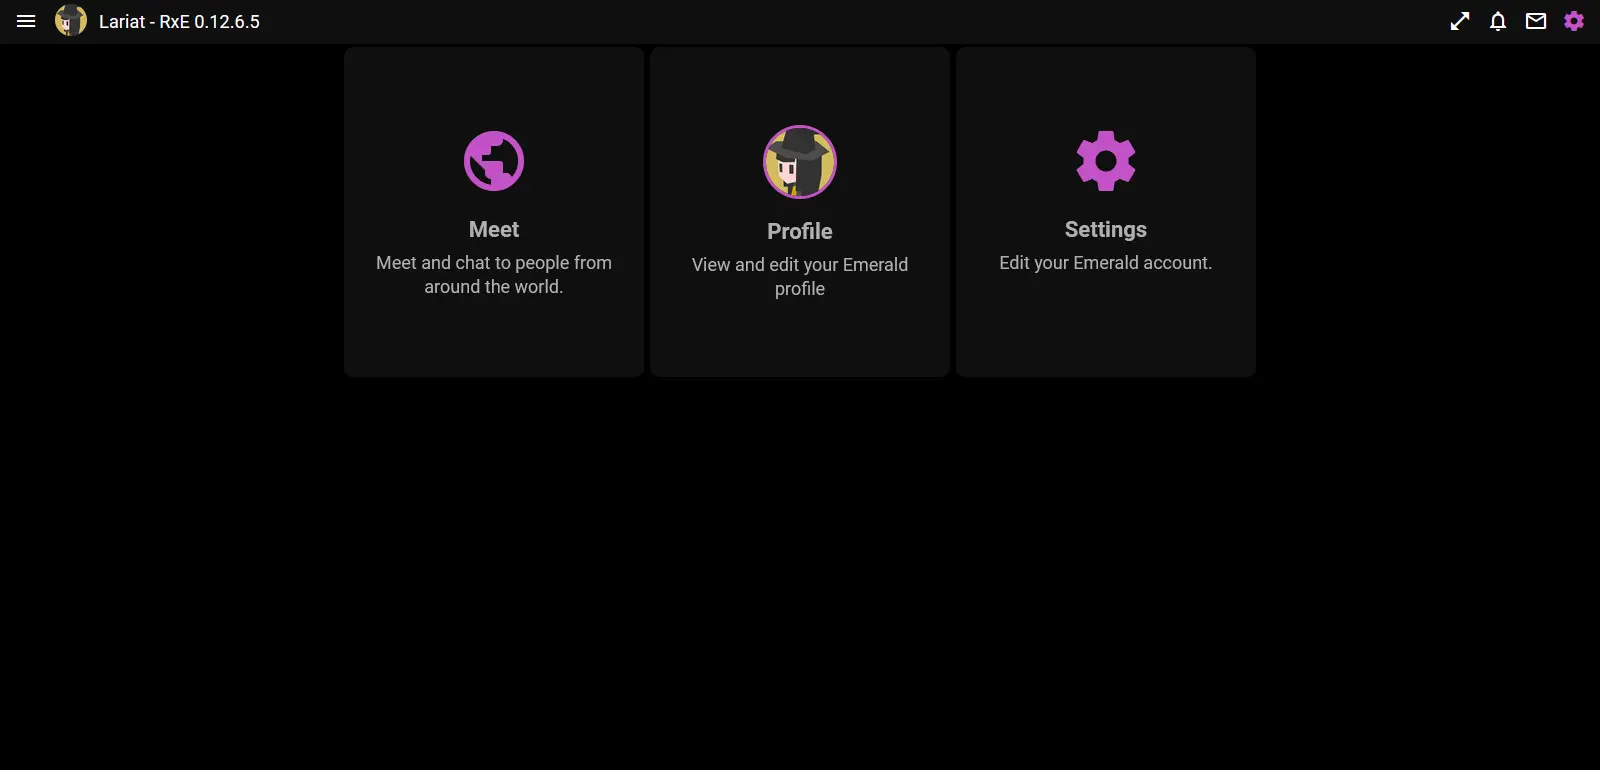 Lariat - RxE 0.12.6.5
Meet
Meet and chat to people from
around the world.
Profile
View and edit your Emerald
profile
Settings
Edit your Emerald account.